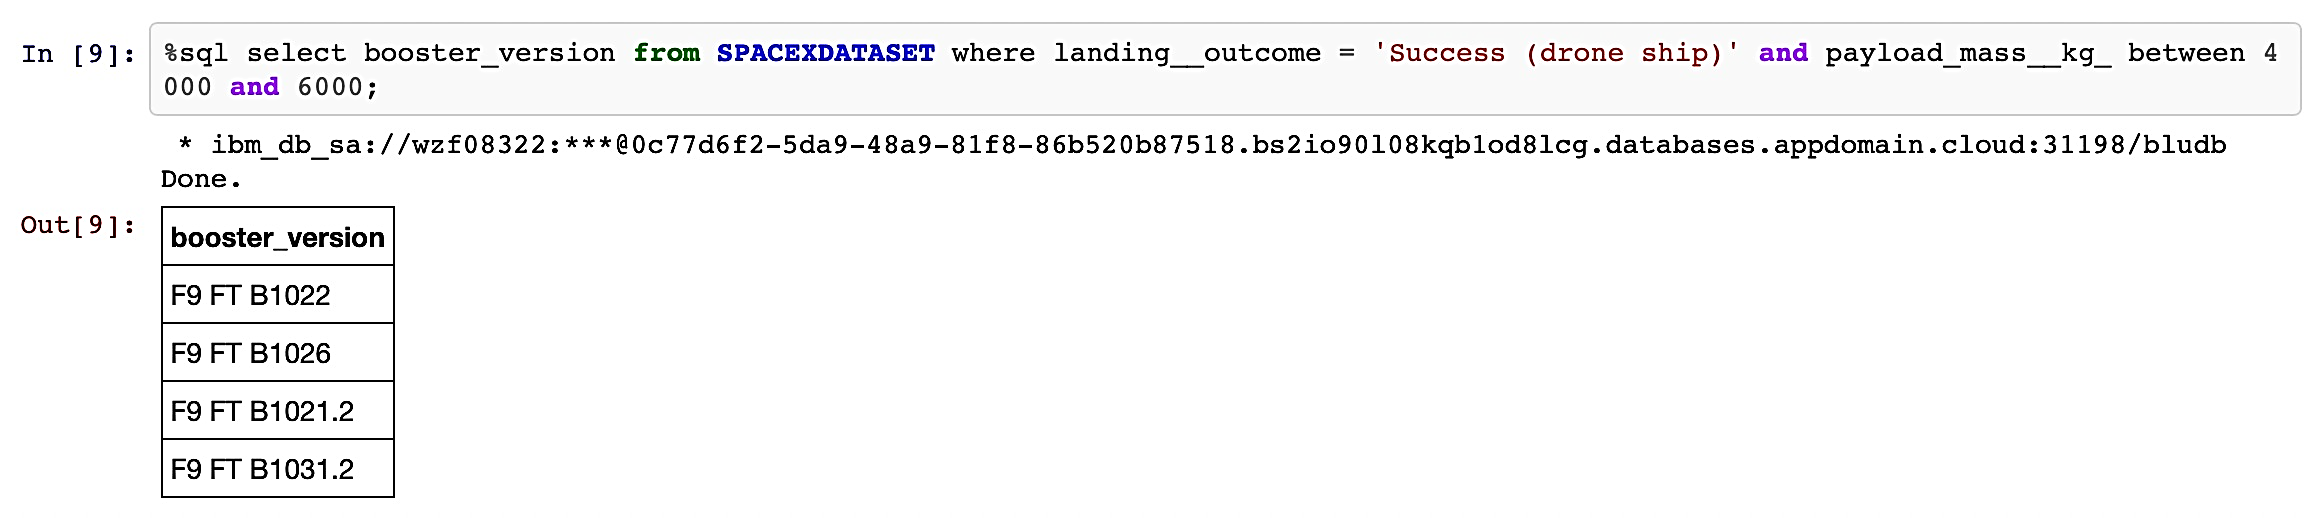 In [9]: %sql select booster_version from SPACEXDATASET where landing__outcome = 'Success (drone ship)' and payload_mass__kg_ between 4
000 and 6000;
* ibm_db_sa://wzf08322:***@0c77d6f2-5da9-48a9-81f8-86b520b87518.bs2io90l08kqb1od8lcg.databases.appdomain.cloud:31198/bludb
Done.
Out[9]:
booster_version
F9 FT B1022
F9 FT B1026
F9 FT B1021.2
F9 FT B1031.2